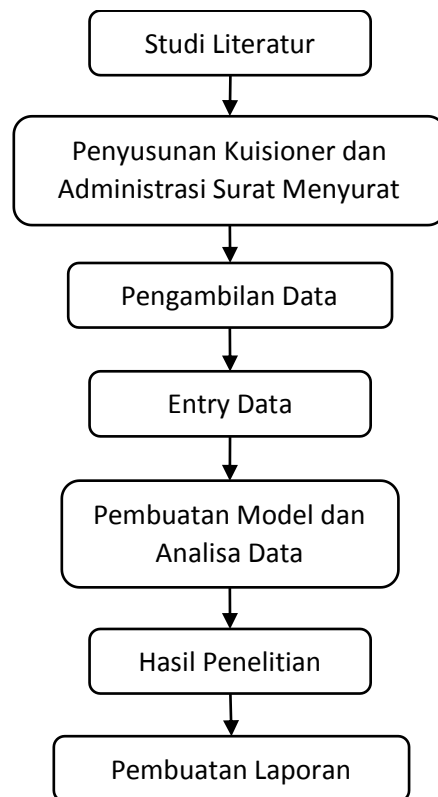 Studi Literatur
Penyusunan Kuisioner dan
Administrasi Surat Menyurat
Pengambilan Data
Entry Data
Pembuatan Model dan
Analisa Data
Hasil Penelitian
Pembuatan Laporan